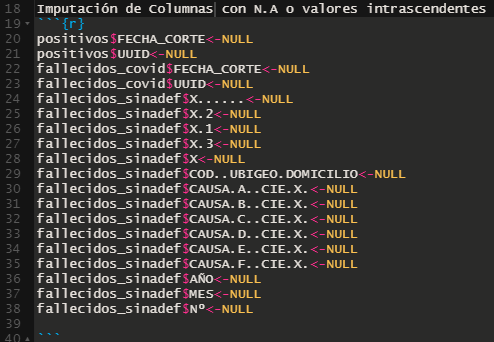 18 Imputación de Columnas con N.A o valores intrascendentes
19 ```{r}
20 positivos$FECHA_CORTE<-NULL
21 positivos$UUID<-NULL
22 fallecidos_covid$FECHA_CORTE<-NULL
23 fallecidos_covid$UUID<-NULL
24 fallecidos_sinadef$X......<-NULL
25 fallecidos_sinadef$X.2<-NULL
26 fallecidos_sinadef$X.1<-NULL
27 fallecidos_sinadef$X.3<-NULL
28 fallecidos_sinadef$X<-NULL
29 fallecidos_sinadef$COD..UBIGEO.DOMICILIO<-NULL
30 fallecidos_sinadef$CAUSA.A..CIE.X.<-NULL
31 fallecidos_sinadef$CAUSA.B..CIE.X.<-NULL
32 fallecidos_sinadef$CAUSA.C..CIE.X.<-NULL
33 fallecidos_sinadef$CAUSA.D..CIE.X.<-NULL
34 fallecidos_sinadef$CAUSA.E..CIE.X.<-NULL
35 fallecidos_sinadef$CAUSA.F..CIE.X.<-NULL
36 fallecidos_sinadef$AÑO<-NULL
37 fallecidos_sinadef$MES<-NULL
38 fallecidos_sinadef$Nº<-NULL
39
40 ```